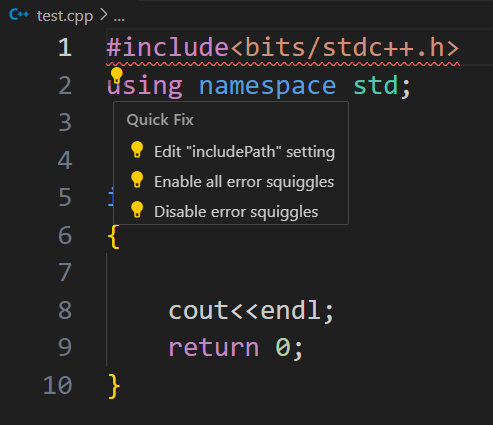 test.cpp > ...
1 #include<bits/stdc++.h>
2 using namespace std;
3
Quick Fix
4
Edit "includePath" setting
Enable all error squiggles
5 i
Disable error squiggles
6 {
7
8 cout<<endl;
9 return 0;
10 }